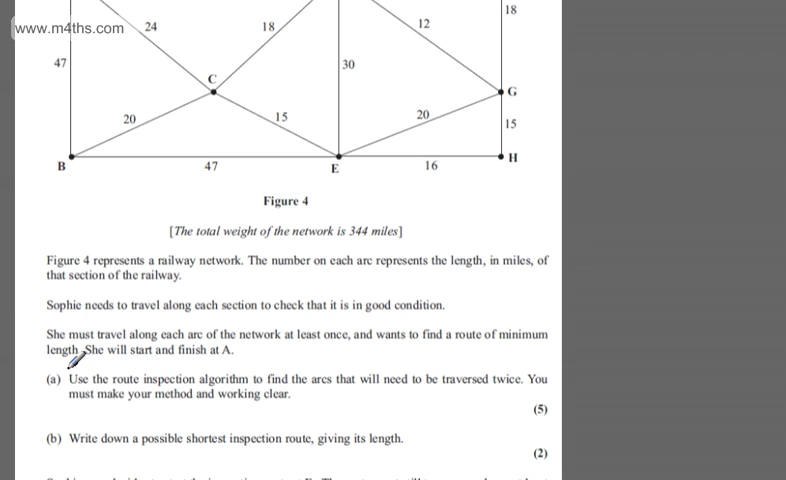 18
www.m4ths.com
24
18
12
47
30
C
G
20
15
20
15
B
47
E
16
H
Figure 4
[The total weight of the network is 344 miles]
Figure 4 represents a railway network. The number on each arc represents the length, in miles, of
that section of the railway.
Sophie needs to travel along each section to check that it is in good condition.
She must travel along each arc of the network at least once, and wants to find a route of minimum
length. She will start and finish at A.
(a) Use the route inspection algorithm to find the arcs that will need to be traversed twice. You
must make your method and working clear.
(5)
(b) Write down a possible shortest inspection route, giving its length.
(2)